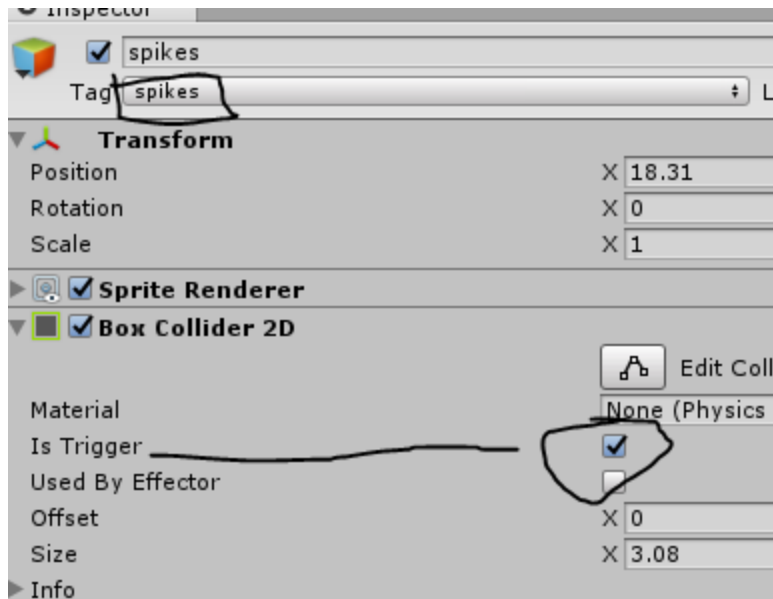 Inspector
spikes
Tag spikes L
Transform
Position X 18.31
Rotation X 0
Scale X 1
Sprite Renderer
Box Collider 2D
Edit Coll
Material None (Physics
Is Trigger
Used By Effector
Offset X 0
Size X 3.08
Info